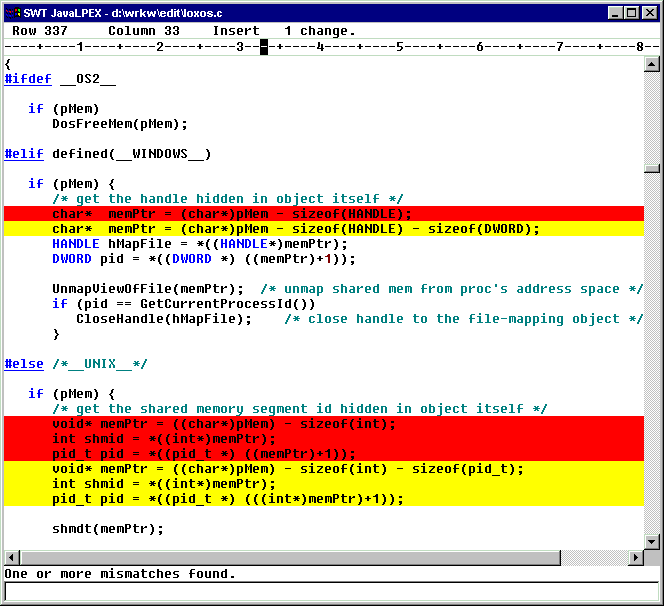 SWT JavaLPEX - d:\wrkw\edit\loxos.c
Row 337     Column 33    Insert   1 change.
----+----1----+----2----+----3-- -+----4----+----5----+----6----+----7----+----8--
{
#ifdef __OS2__
   if (pMem)
      DosFreeMem(pMem);
#elif defined(__WINDOWS__)
   if (pMem) {
      /* get the handle hidden in object itself */
      char*  memPtr = (char*)pMem - sizeof(HANDLE);
      char*  memPtr = (char*)pMem - sizeof(HANDLE) - sizeof(DWORD);
      HANDLE hMapFile = *((HANDLE*)memPtr);
      DWORD pid = *((DWORD *) ((memPtr)+1));
      UnmapViewOfFile(memPtr);  /* unmap shared mem from proc's address space */
      if (pid == GetCurrentProcessId())
         CloseHandle(hMapFile);    /* close handle to the file-mapping object */
      }
#else /*__UNIX__*/
   if (pMem) {
      /* get the shared memory segment id hidden in object itself */
      void* memPtr = ((char*)pMem) - sizeof(int);
      int shmid = *((int*)memPtr);
      pid_t pid = *((pid_t *) ((memPtr)+1));
      void* memPtr = ((char*)pMem) - sizeof(int) - sizeof(pid_t);
      int shmid = *((int*)memPtr);
      pid_t pid = *((pid_t *) (((int*)memPtr)+1));
      shmdt(memPtr);
One or more mismatches found.